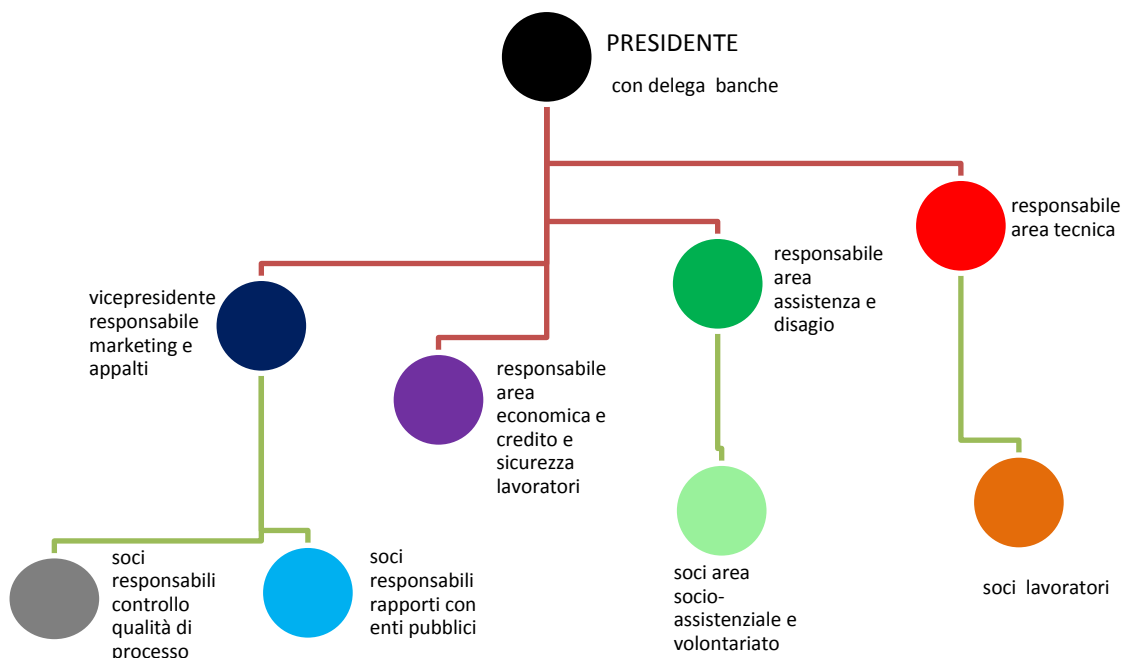 PRESIDENTE
con delega banche
responsabile
area tecnica
responsabile
area
assistenza e
disagio
vicepresidente
responsabile
marketing e
appalti
responsabile
area
economica e
credito e
sicurezza
lavoratori
soci
responsabili
controllo
qualità di
processo
soci
responsabili
rapporti con
enti pubblici
soci area
socio-
assistenziale e
volontariato
soci lavoratori